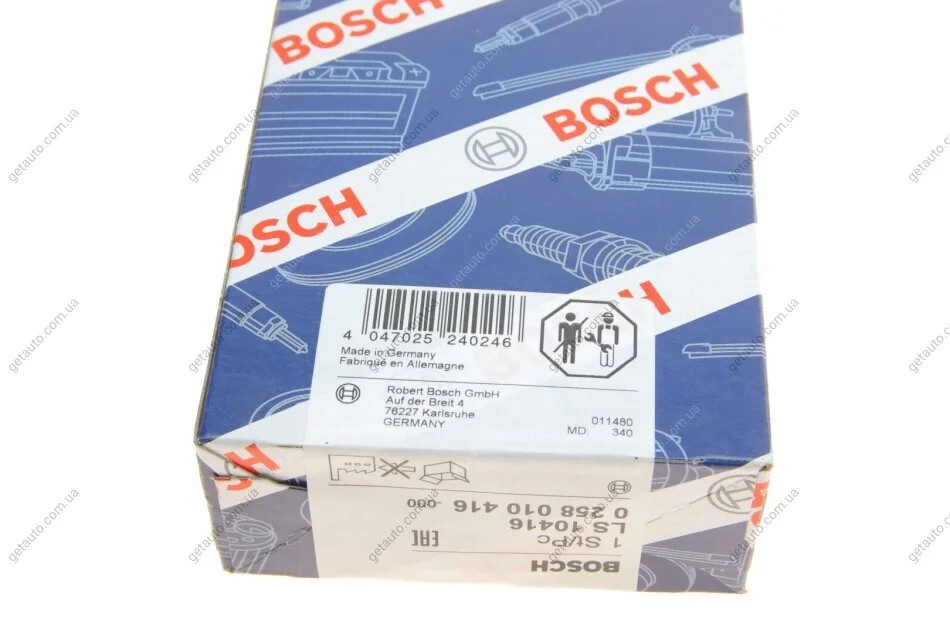 BOSCH
BOSCH
BOSCH
4 047025 240246
Made in Germany
Fabriqué en Allemagne
Robert Bosch GmbH
Auf der Breit 4
76227 Karlsruhe
GERMANY
011480
MD: 340
BOSCH
1 St/Pc
LS 10416
0 258 010 416 -000
EAC
getauto.com.ua